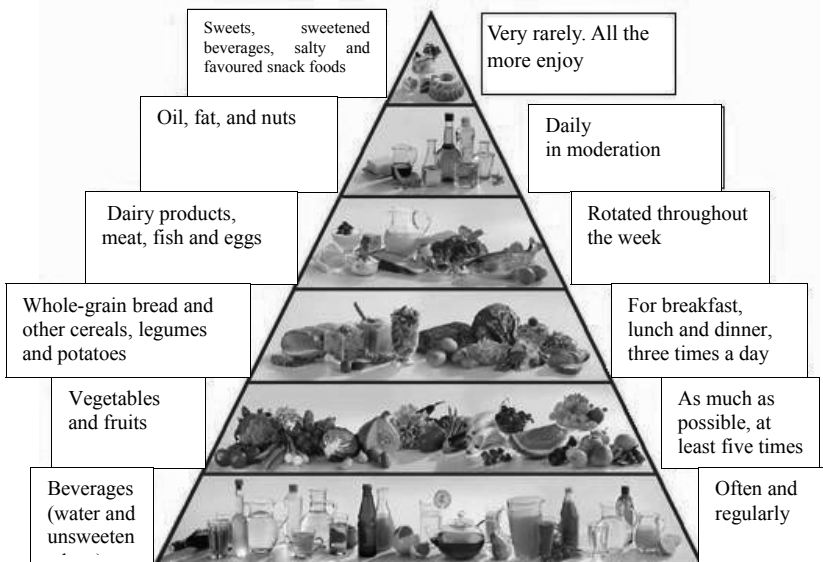 Sweets, sweetened
beverages, salty and
favoured snack foods
Very rarely. All the
more enjoy
Oil, fat, and nuts
Daily
in moderation
Dairy products,
meat, fish and eggs
Rotated throughout
the week
Whole-grain bread and
other cereals, legumes
and potatoes
For breakfast,
lunch and dinner,
three times a day
Vegetables
and fruits
As much as
possible, at
least five times
Beverages
(water and
unsweeten
Often and
regularly